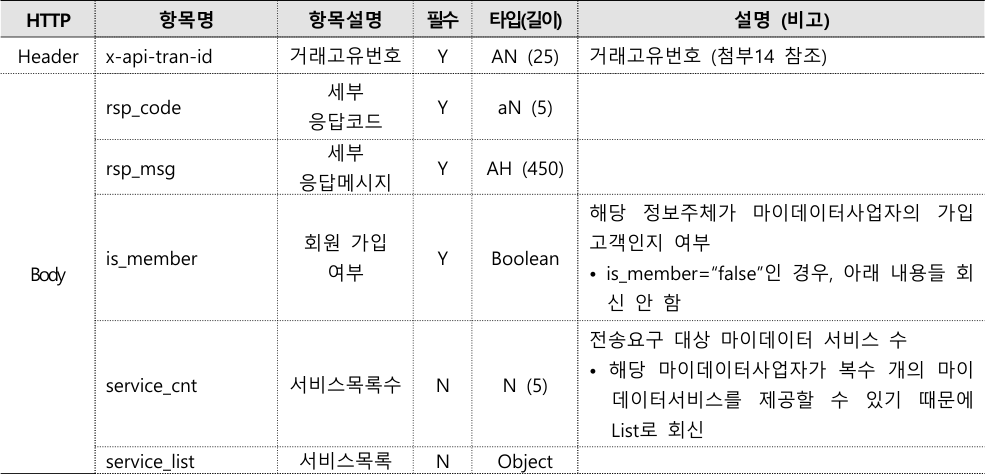 HTTP 항목명 항목설명 필수 타입(길이) 설명 (비고)
Header x-api-tran-id 거래고유번호 Y AN (25) 거래고유번호 (첨부14 참조)
Body
rsp_code 세부
응답코드 Y aN (5)
rsp_msg 세부
응답메시지 Y AH (450)
is_member 회원 가입
여부 Y Boolean
해당 정보주체가 마이데이터사업자의 가입
고객인지 여부
• is_member=“false”인 경우, 아래 내용들 회
신 안 함
service_cnt 서비스목록수 N N (5)
전송요구 대상 마이데이터 서비스 수
• 해당 마이데이터사업자가 복수 개의 마이
데이터서비스를 제공할 수 있기 때문에
List로 회신
service_list 서비스목록 N Object